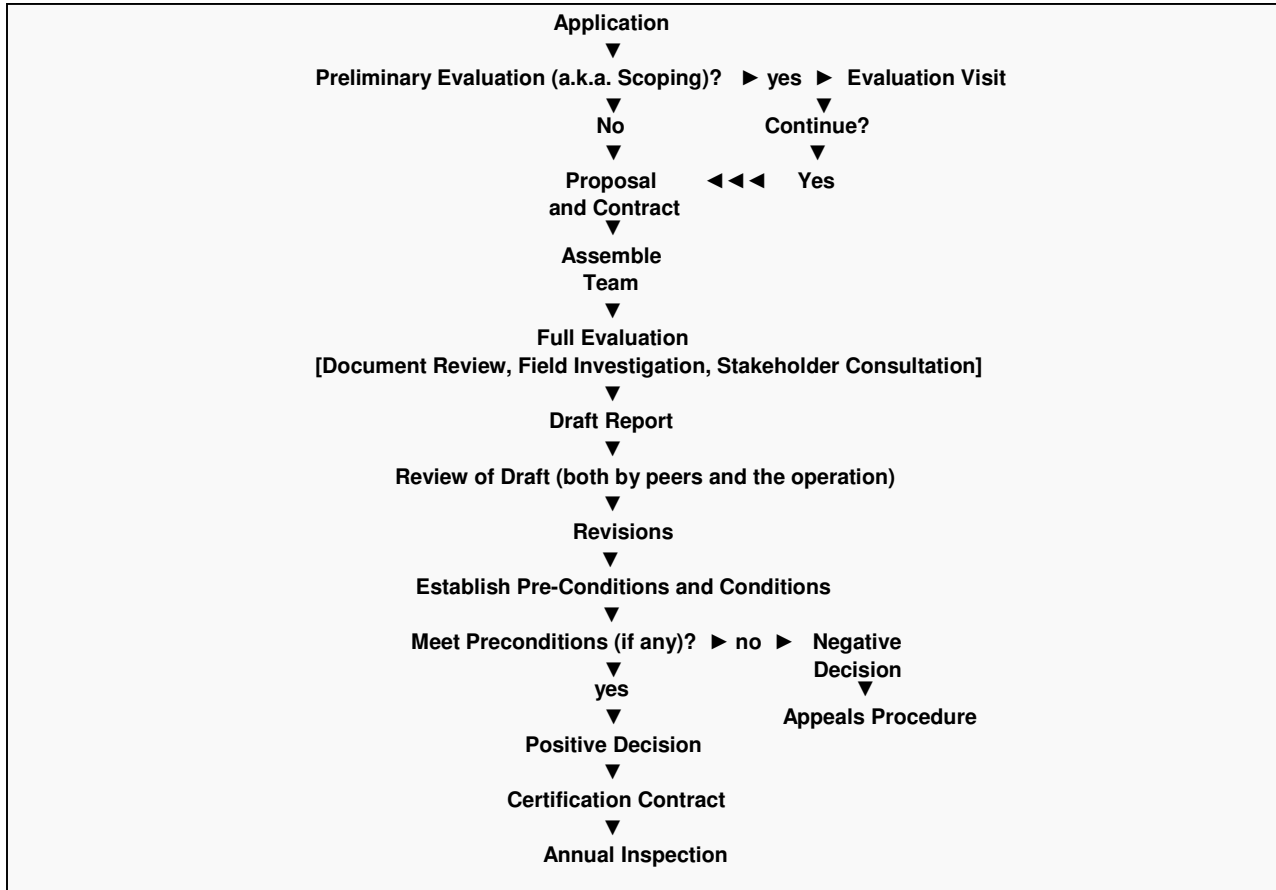 Application
▼
Preliminary Evaluation (a.k.a. Scoping)? ► yes ► Evaluation Visit
▼ ▼
No Continue?
▼ ▼
Proposal ◄◄◄ Yes
and Contract
▼
Assemble
Team
▼
Full Evaluation
[Document Review, Field Investigation, Stakeholder Consultation]
▼
Draft Report
▼
Review of Draft (both by peers and the operation)
▼
Revisions
▼
Establish Pre-Conditions and Conditions
▼
Meet Preconditions (if any)? ► no ► Negative
▼ Decision
yes ▼
▼ Appeals Procedure
Positive Decision
▼
Certification Contract
▼
Annual Inspection